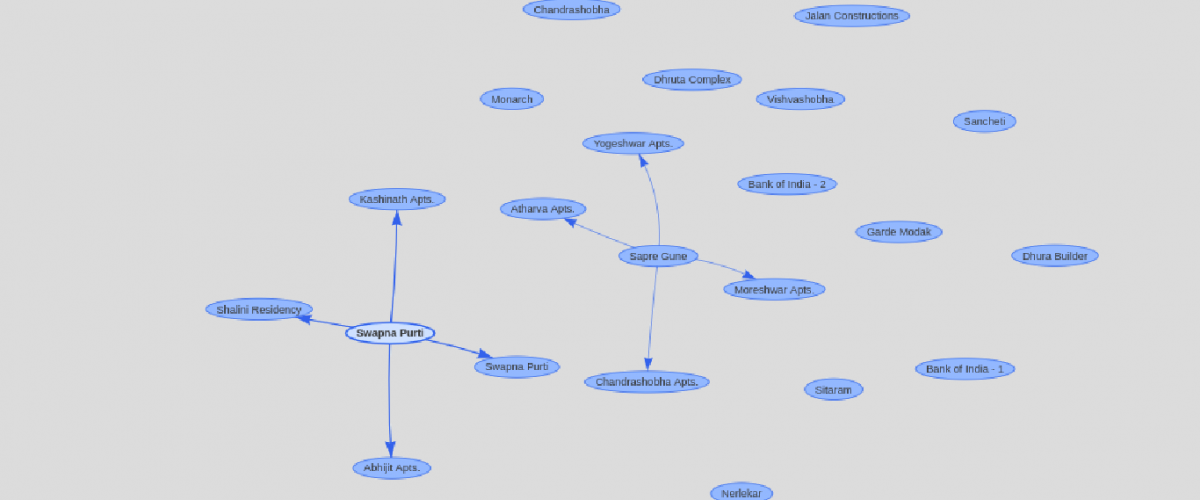 Chandrashobha
Jalan Constructions
Dhruta Complex
Monarch
Vishvashobha
Sancheti
Yogeshwar Apts.
Bank of India - 2
Kashinath Apts.
Atharva Apts.
Garde Modak
Sapre Gune
Dhura Builder
Moreshwar Apts.
Shalini Residency
Swapna Purti
Swapna Purti
Bank of India - 1
Chandrashobha Apts.
Sitaram
Abhijit Apts.
Nerlekar